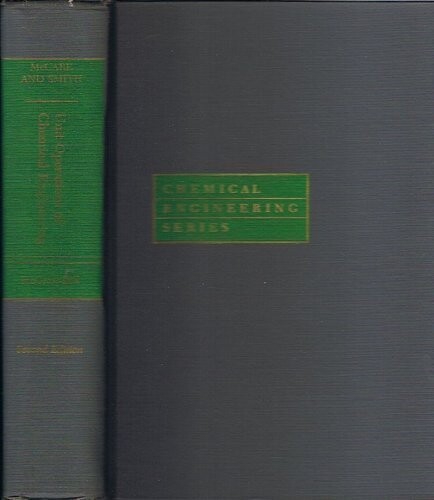 McCABE
AND SMITH
Unit Operations of
Chemical Engineering
Second Edition
CHEMICAL
ENGINEERING
SERIES